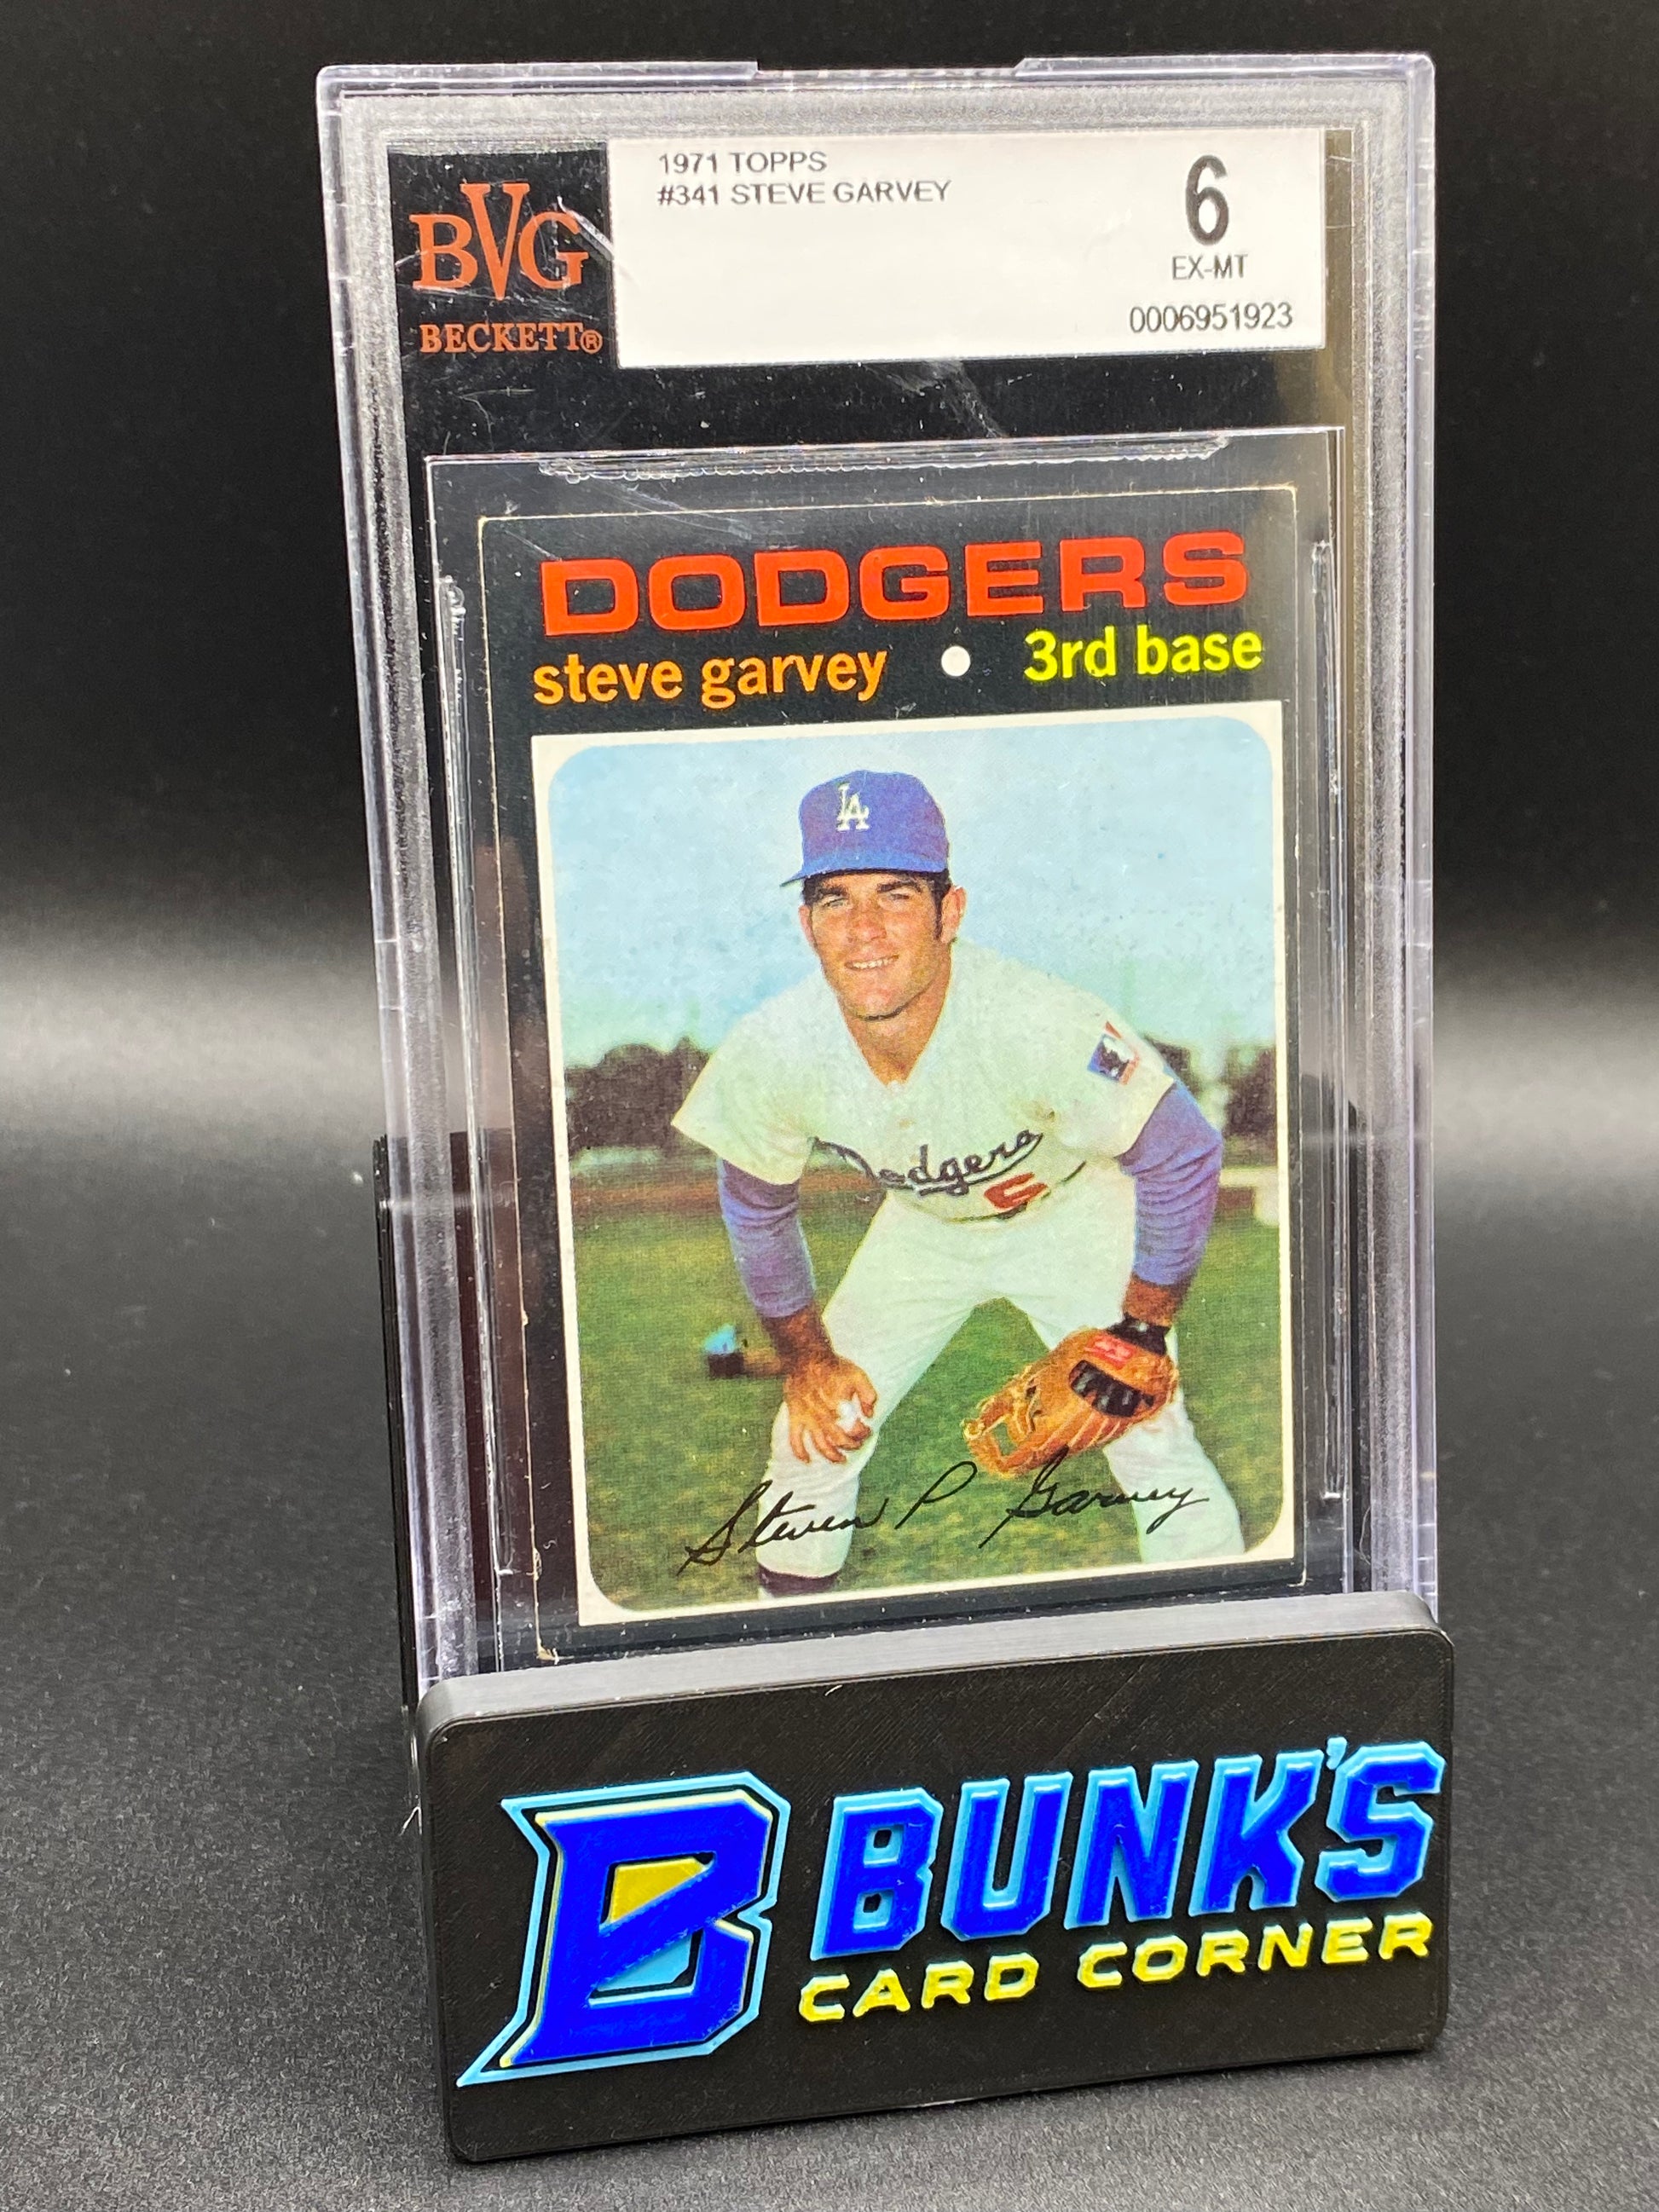 BVG
BECKETT®
1971 TOPPS
#341 STEVE GARVEY
6
EX-MT
0006951923
DODGERS
steve garvey • 3rd base
LA
Dodgers
5
Steven P Garvey
B BUNK'S
CARD CORNER